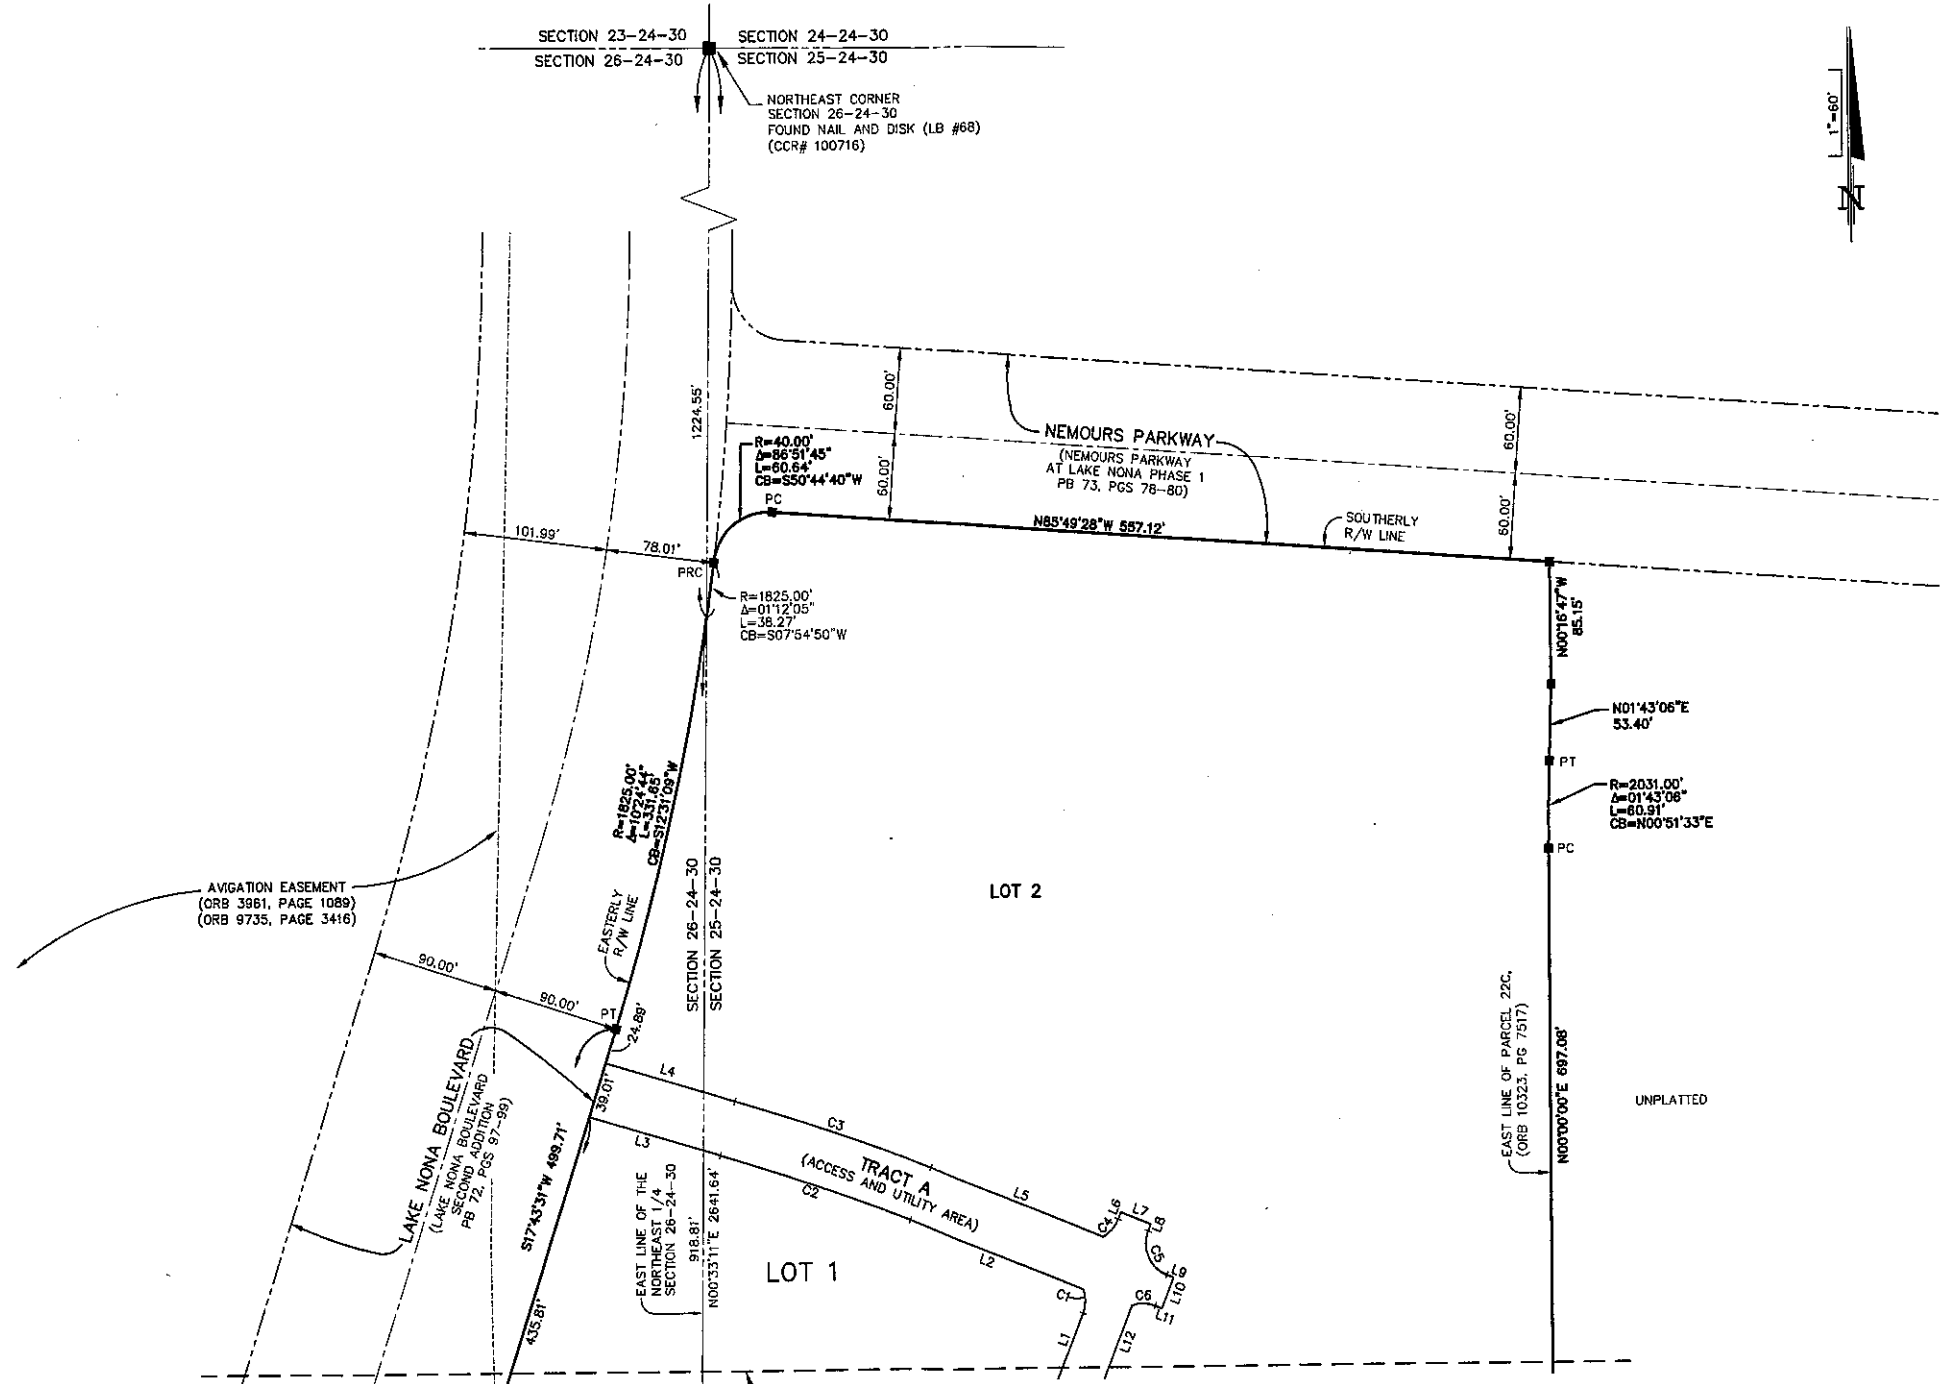 SECTION 23-24-30
SECTION 24-24-30
SECTION 26-24-30
SECTION 25-24-30
NORTHEAST CORNER
SECTION 26-24-30
FOUND NAIL AND DISK (LB #68)
(CCR# 100716)
1"=60'
N
1224.55'
60.00'
60.00'
60.00'
60.00'
NEMOURS PARKWAY
(NEMOURS PARKWAY
AT LAKE NONA PHASE 1
PB 73, PGS 78-80)
R=40.00'
Δ=86°51'45"
L=60.64'
CB=S50°44'40"W
PC
N85°49'28"W 557.12'
SOUTHERLY
R/W LINE
101.99'
78.01'
PRC
R=1825.00'
Δ=01°12'05"
L=38.27'
CB=S07°54'50"W
N00°16'47"W
85.15'
N01°43'06"E
53.40'
PT
R=2031.00'
Δ=01°43'06"
L=60.91'
CB=N00°51'33"E
PC
R=1825.00'
Δ=10°24'44"
L=331.65'
CB=S12°31'09"W
AVIGATION EASEMENT
(ORB 3961, PAGE 1089)
(ORB 9735, PAGE 3416)
EASTERLY
R/W LINE
SECTION 26-24-30
SECTION 25-24-30
LOT 2
90.00'
90.00'
PT
24.89'
LAKE NONA BOULEVARD
(LAKE NONA BOULEVARD
SECOND ADDITION
PB 72, PGS 97-99)
39.01'
S17°43'31"W 499.71'
435.81'
L4
C3
L3
C2
TRACT A
(ACCESS AND UTILITY AREA)
L5
L2
C4
L6
L7
L8
C5
L9
L10
L11
C6
C1
L1
L12
EAST LINE OF THE
NORTHEAST 1/4
SECTION 26-24-30
918.81'
N00°33'11"E 2641.64'
LOT 1
EAST LINE OF PARCEL 22C,
(ORB 10323, PG 7517)
N00°00'00"E 697.08'
UNPLATTED